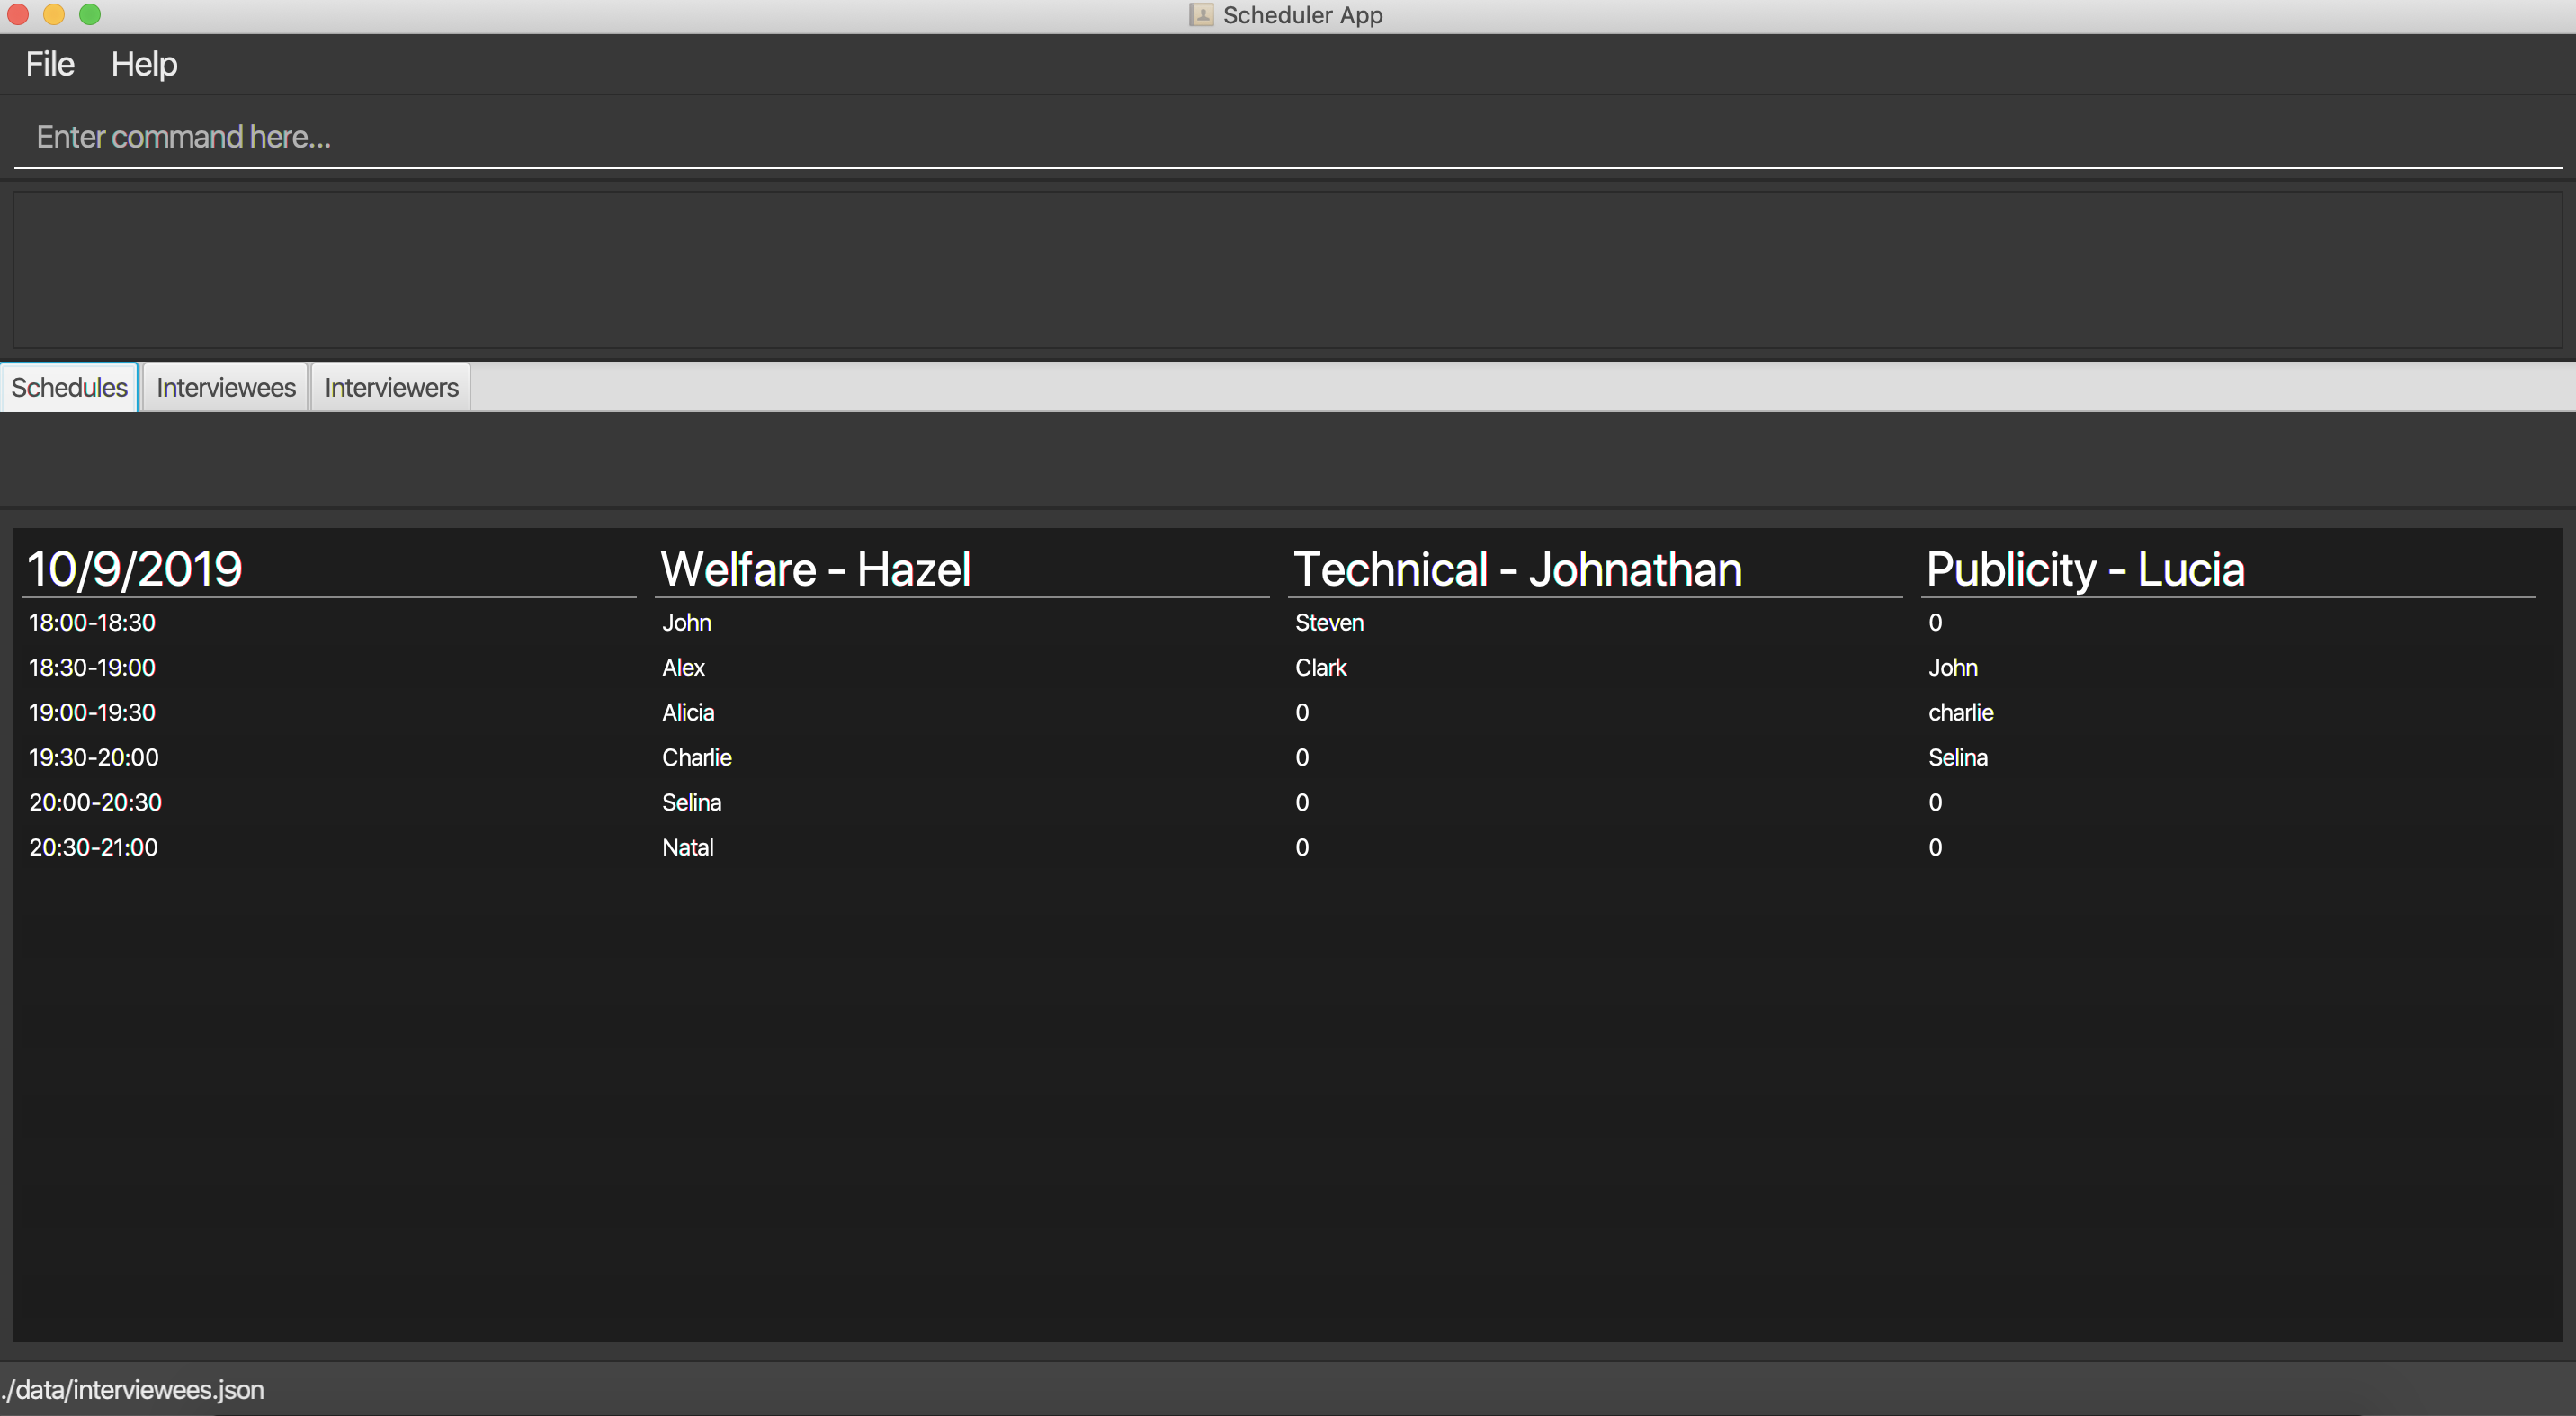 Scheduler App
File Help
Enter command here...
Schedules Interviewees Interviewers
10/9/2019 Welfare - Hazel Technical - Johnathan Publicity - Lucia
18:00-18:30 John Steven 0
18:30-19:00 Alex Clark John
19:00-19:30 Alicia 0 charlie
19:30-20:00 Charlie 0 Selina
20:00-20:30 Selina 0 0
20:30-21:00 Natal 0 0
./data/interviewees.json